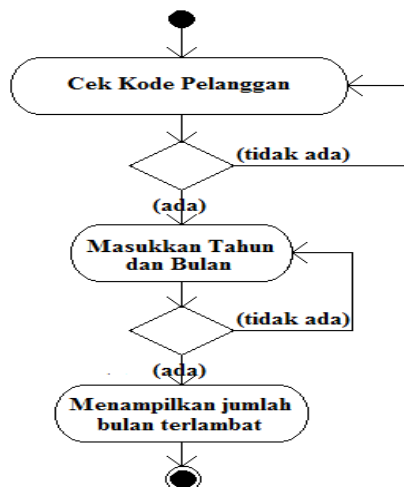 Cek Kode Pelanggan
(tidak ada)
(ada)
Masukkan Tahun
dan Bulan
(tidak ada)
(ada)
Menampilkan jumlah
bulan terlambat